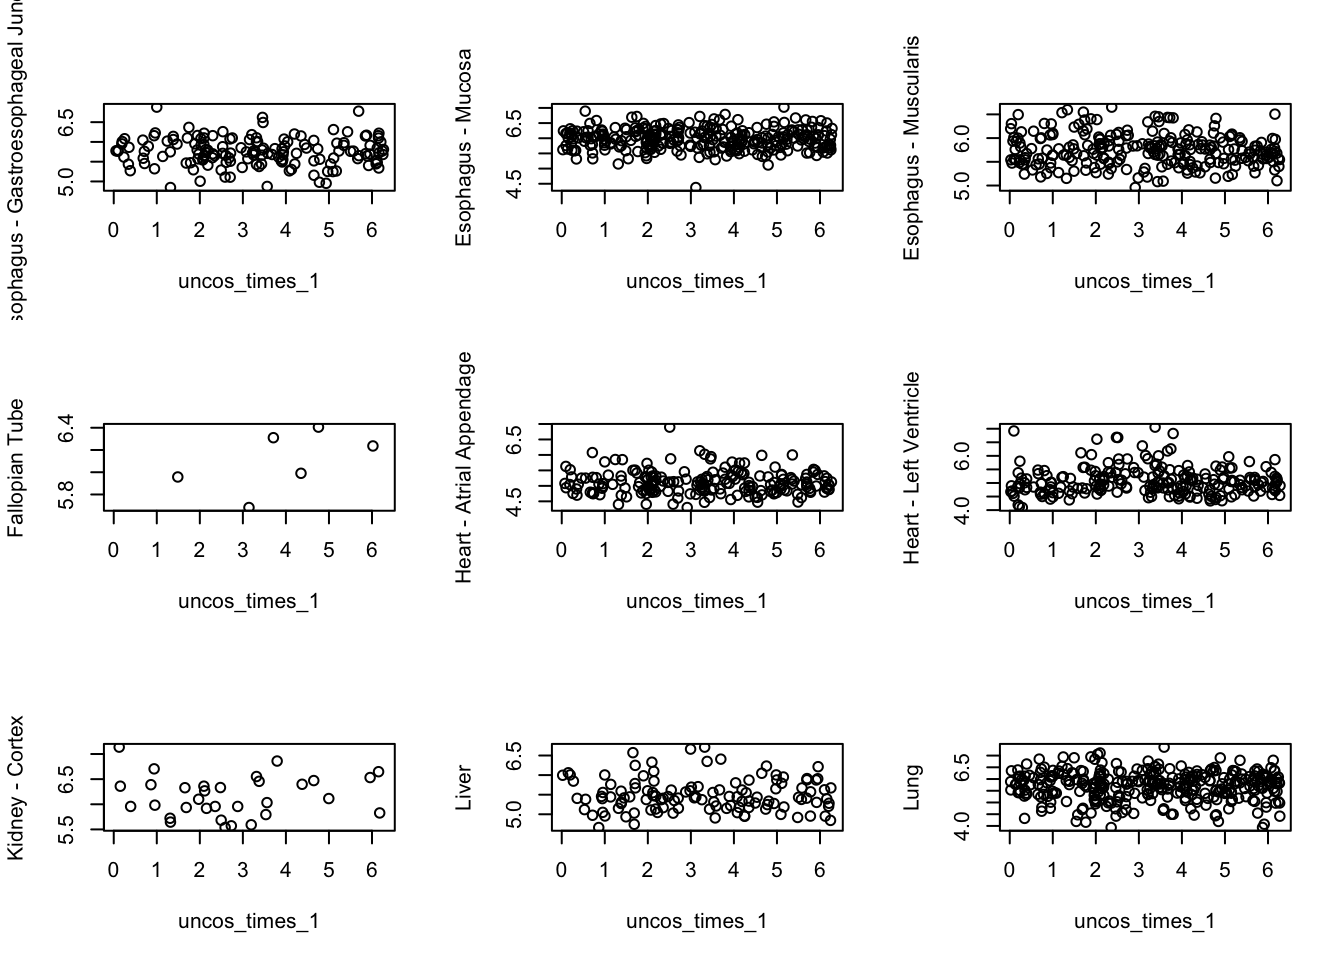 sophagus - Gastroesophageal Jun
6.5
5.0
0 1 2 3 4 5 6
uncos_times_1
Esophagus - Mucosa
6.5
4.5
0 1 2 3 4 5 6
uncos_times_1
Esophagus - Muscularis
6.0
5.0
0 1 2 3 4 5 6
uncos_times_1
Fallopian Tube
6.4
5.8
0 1 2 3 4 5 6
uncos_times_1
Heart - Atrial Appendage
6.5
4.5
0 1 2 3 4 5 6
uncos_times_1
Heart - Left Ventricle
6.0
4.0
0 1 2 3 4 5 6
uncos_times_1
Kidney - Cortex
6.5
5.5
0 1 2 3 4 5 6
uncos_times_1
Liver
6.5
5.0
0 1 2 3 4 5 6
uncos_times_1
Lung
6.5
4.0
0 1 2 3 4 5 6
uncos_times_1